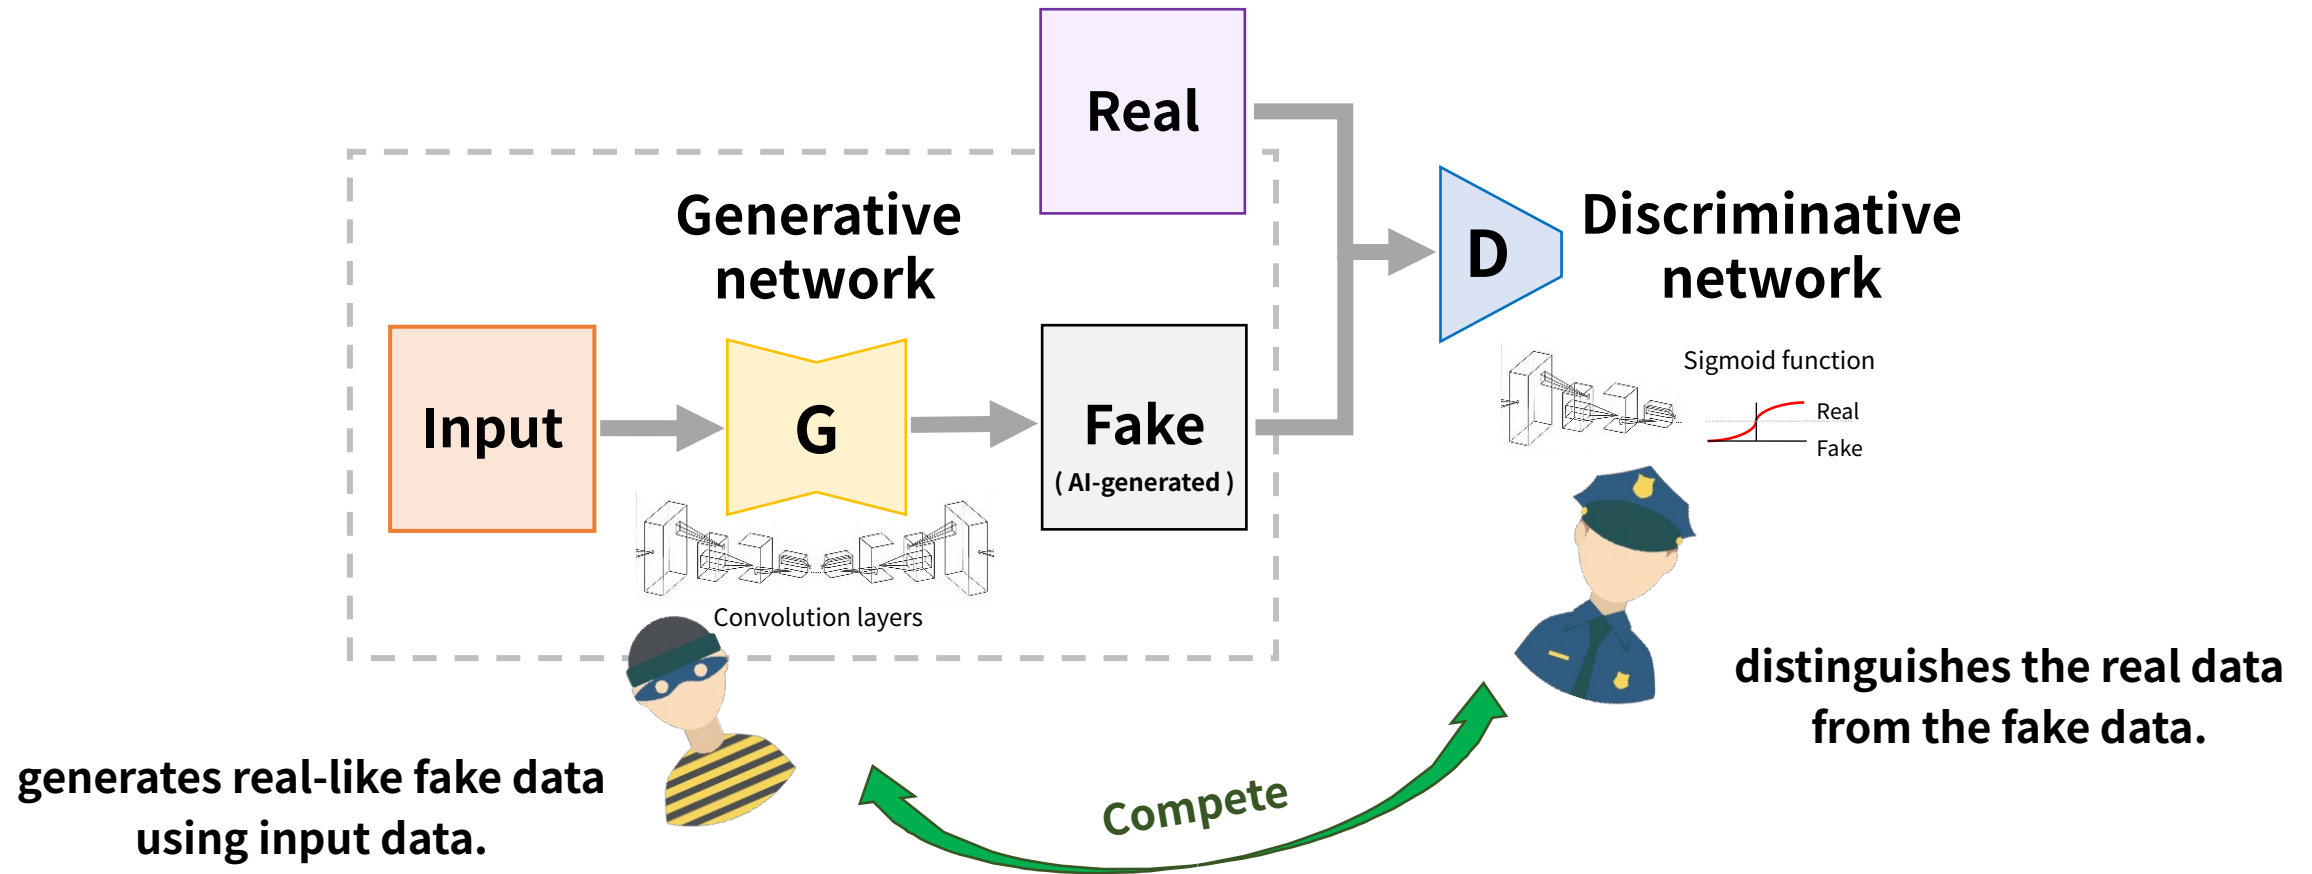 Real
Generative
network
Discriminative
network
D
Input
G
Fake
( AI-generated )
Sigmoid function
Real
Fake
Convolution layers
distinguishes the real data
from the fake data.
generates real-like fake data
using input data.
Compete